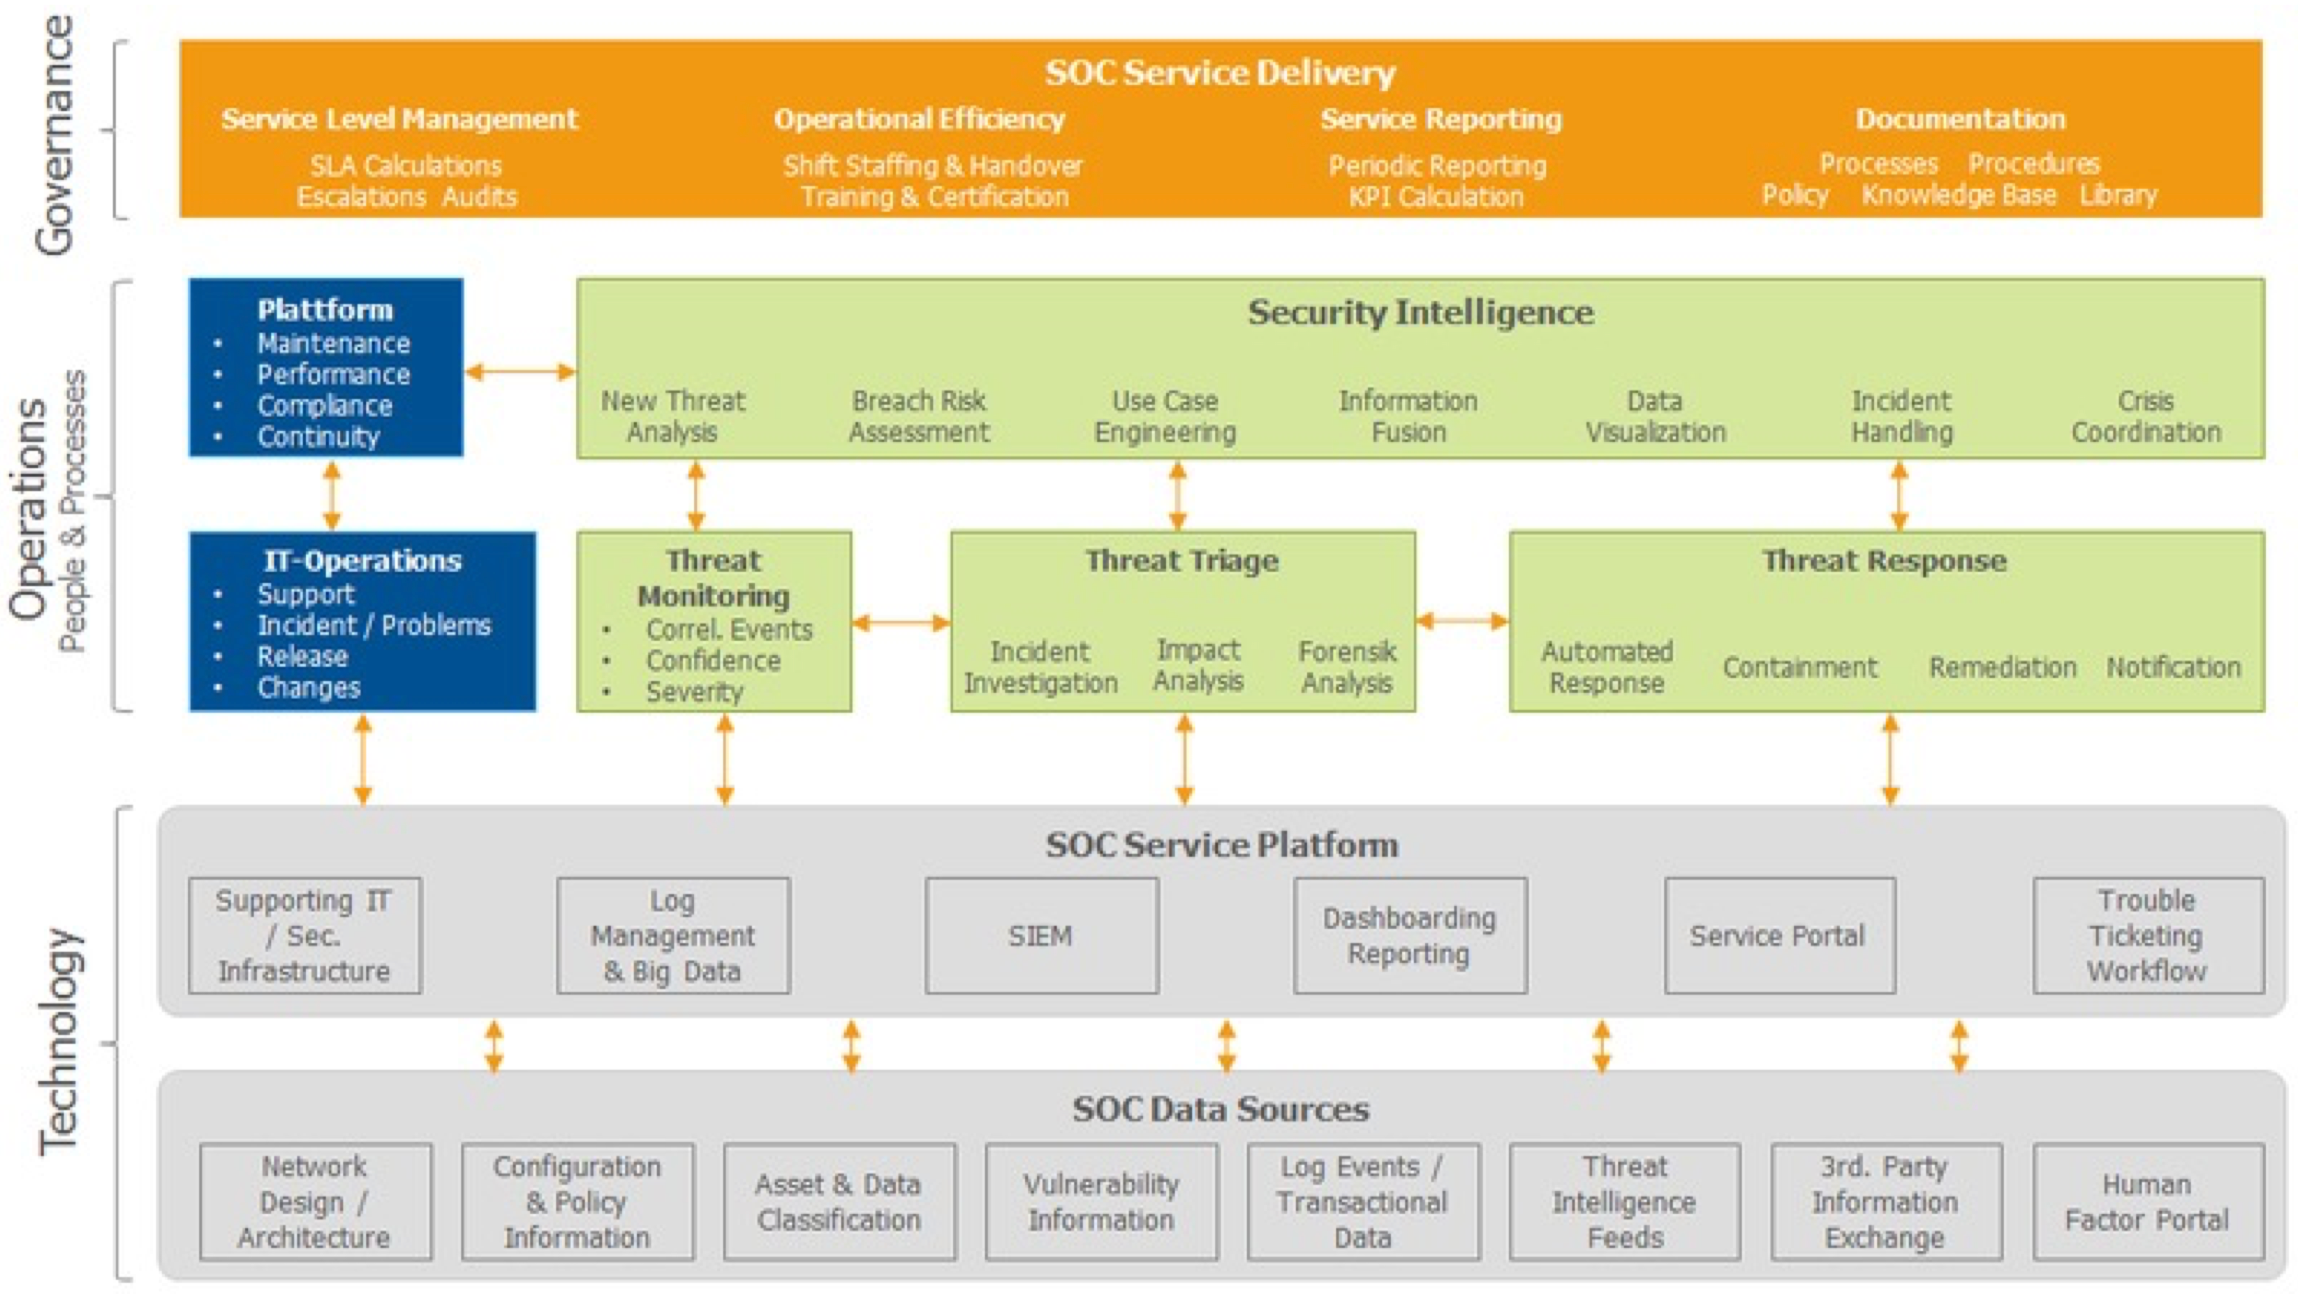 Governance
SOC Service Delivery
Service Level Management
SLA Calculations
Escalations Audits
Operational Efficiency
Shift Staffing & Handover
Training & Certification
Service Reporting
Periodic Reporting
KPI Calculation
Documentation
Processes Procedures
Policy Knowledge Base Library
Operations
People & Processes
Plattform
• Maintenance
• Performance
• Compliance
• Continuity
Security Intelligence
New Threat
Analysis
Breach Risk
Assessment
Use Case
Engineering
Information
Fusion
Data
Visualization
Incident
Handling
Crisis
Coordination
IT-Operations
• Support
• Incident / Problems
• Release
• Changes
Threat
Monitoring
• Correl. Events
• Confidence
• Severity
Threat Triage
Incident
Investigation
Impact
Analysis
Forensik
Analysis
Threat Response
Automated
Response
Containment
Remediation
Notification
Technology
SOC Service Platform
Supporting IT
/ Sec.
Infrastructure
Log
Management
& Big Data
SIEM
Dashboarding
Reporting
Service Portal
Trouble
Ticketing
Workflow
SOC Data Sources
Network
Design /
Architecture
Configuration
& Policy
Information
Asset & Data
Classification
Vulnerability
Information
Log Events /
Transactional
Data
Threat
Intelligence
Feeds
3rd. Party
Information
Exchange
Human
Factor Portal